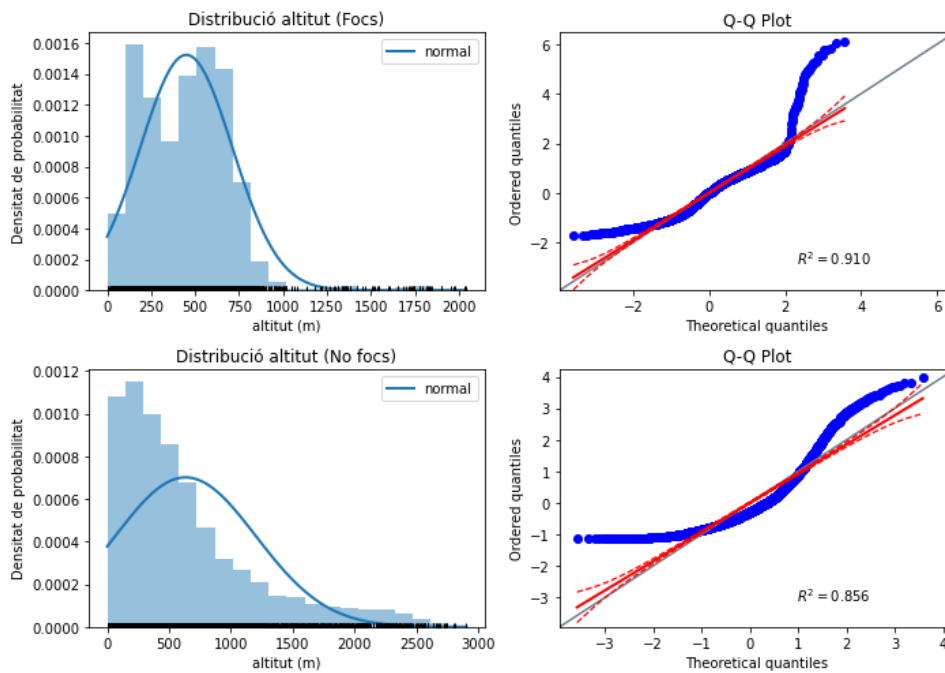 Distribució altitut (Focs)
normal
0.0016
0.0014
0.0012
0.0010
0.0008
0.0006
0.0004
0.0002
0.0000
Densitat de probabilitat
0 250 500 750 1000 1250 1500 1750 2000
altitut (m)
Q-Q Plot
6
4
2
0
−2
Ordered quantiles
R² = 0.910
−2 0 2 4 6
Theoretical quantiles
Distribució altitut (No focs)
normal
0.0012
0.0010
0.0008
0.0006
0.0004
0.0002
0.0000
Densitat de probabilitat
0 500 1000 1500 2000 2500 3000
altitut (m)
Q-Q Plot
4
3
2
1
0
−1
−2
−3
Ordered quantiles
R² = 0.856
−3 −2 −1 0 1 2 3 4
Theoretical quantiles